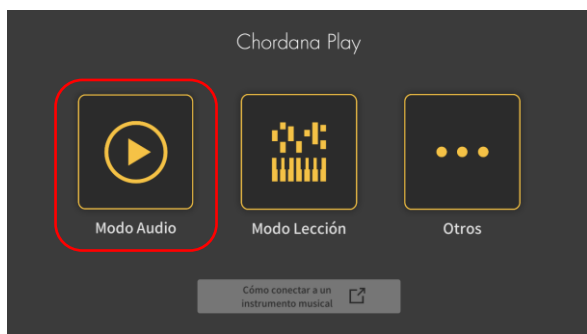 Chordana Play
Modo Audio
Modo Lección
Otros
Cómo conectar a un
instrumento musical